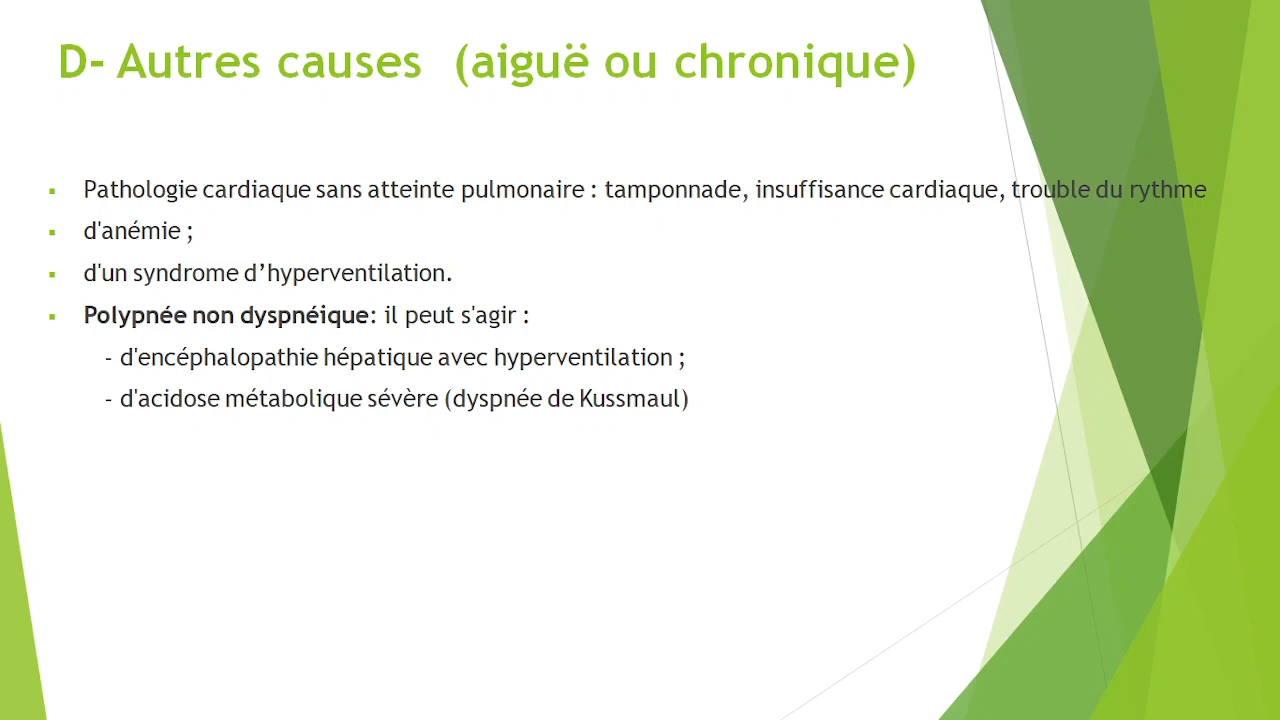 D- Autres causes (aiguë ou chronique)
▪ Pathologie cardiaque sans atteinte pulmonaire : tamponnade, insuffisance cardiaque, trouble du rythme
▪ d'anémie ;
▪ d'un syndrome d’hyperventilation.
▪ Polypnée non dyspnéique: il peut s'agir :
- d'encéphalopathie hépatique avec hyperventilation ;
- d'acidose métabolique sévère (dyspnée de Kussmaul)